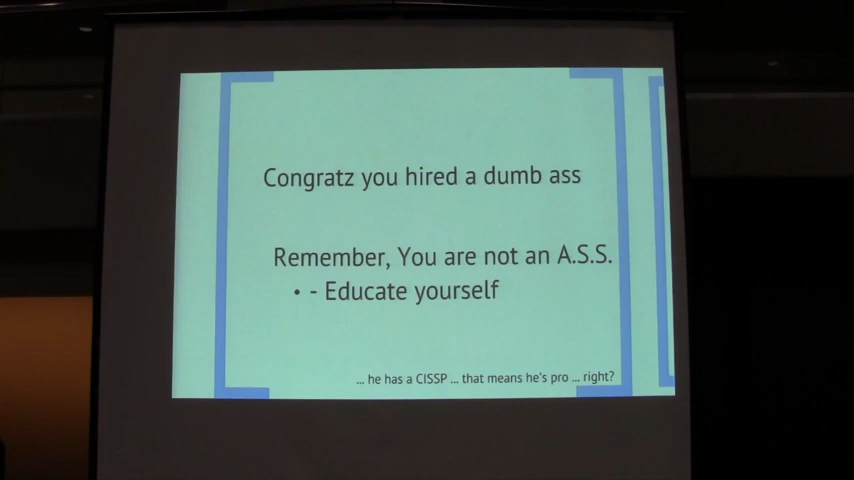 Congratz you hired a dumb ass
Remember, You are not an A.S.S.
• - Educate yourself
... he has a CISSP ... that means he's pro ... right?